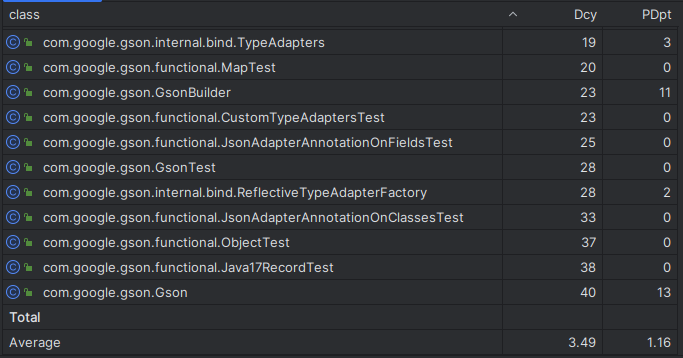 class Dcy PDpt
com.google.gson.internal.bind.TypeAdapters 19 3
com.google.gson.functional.MapTest 20 0
com.google.gson.GsonBuilder 23 11
com.google.gson.functional.CustomTypeAdaptersTest 23 0
com.google.gson.functional.JsonAdapterAnnotationOnFieldsTest 25 0
com.google.gson.GsonTest 28 0
com.google.gson.internal.bind.ReflectiveTypeAdapterFactory 28 2
com.google.gson.functional.JsonAdapterAnnotationOnClassesTest 33 0
com.google.gson.functional.ObjectTest 37 0
com.google.gson.functional.Java17RecordTest 38 0
com.google.gson.Gson 40 13
Total
Average 3.49 1.16